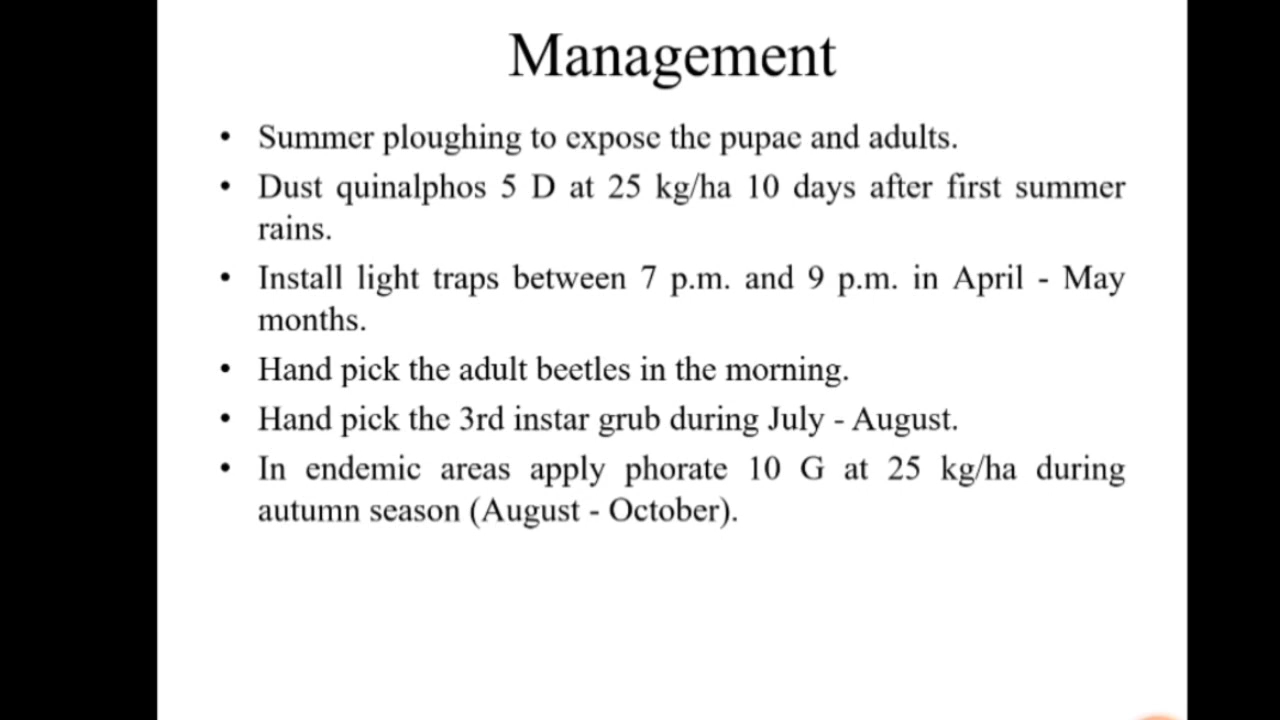 Management
• Summer ploughing to expose the pupae and adults.
• Dust quinalphos 5 D at 25 kg/ha 10 days after first summer
rains.
• Install light traps between 7 p.m. and 9 p.m. in April - May
months.
• Hand pick the adult beetles in the morning.
• Hand pick the 3rd instar grub during July - August.
• In endemic areas apply phorate 10 G at 25 kg/ha during
autumn season (August - October).